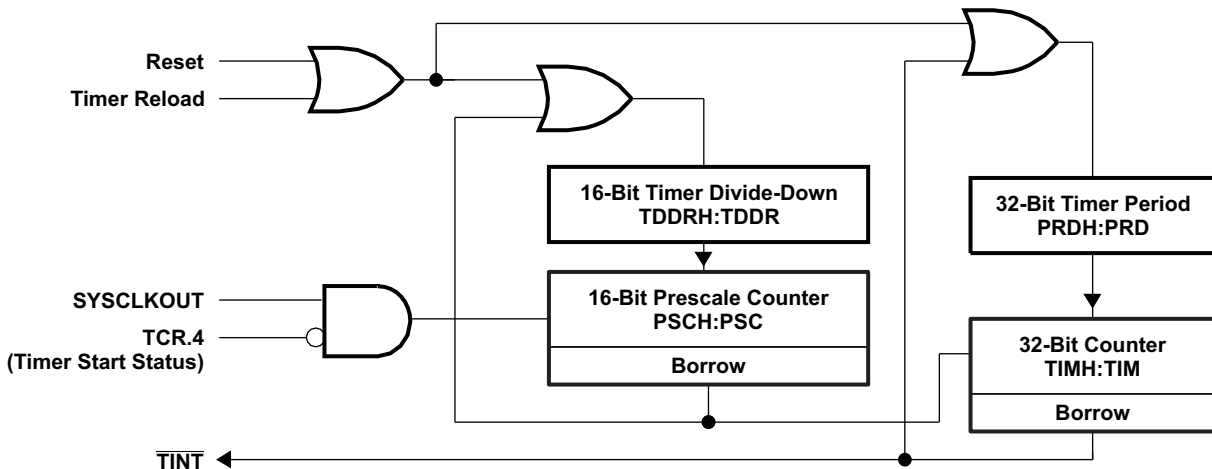 Reset
Timer Reload
16-Bit Timer Divide-Down
TDDRH:TDDR
32-Bit Timer Period
PRDH:PRD
SYSCLKOUT
TCR.4
(Timer Start Status)
16-Bit Prescale Counter
PSCH:PSC
Borrow
32-Bit Counter
TIMH:TIM
Borrow
TINT